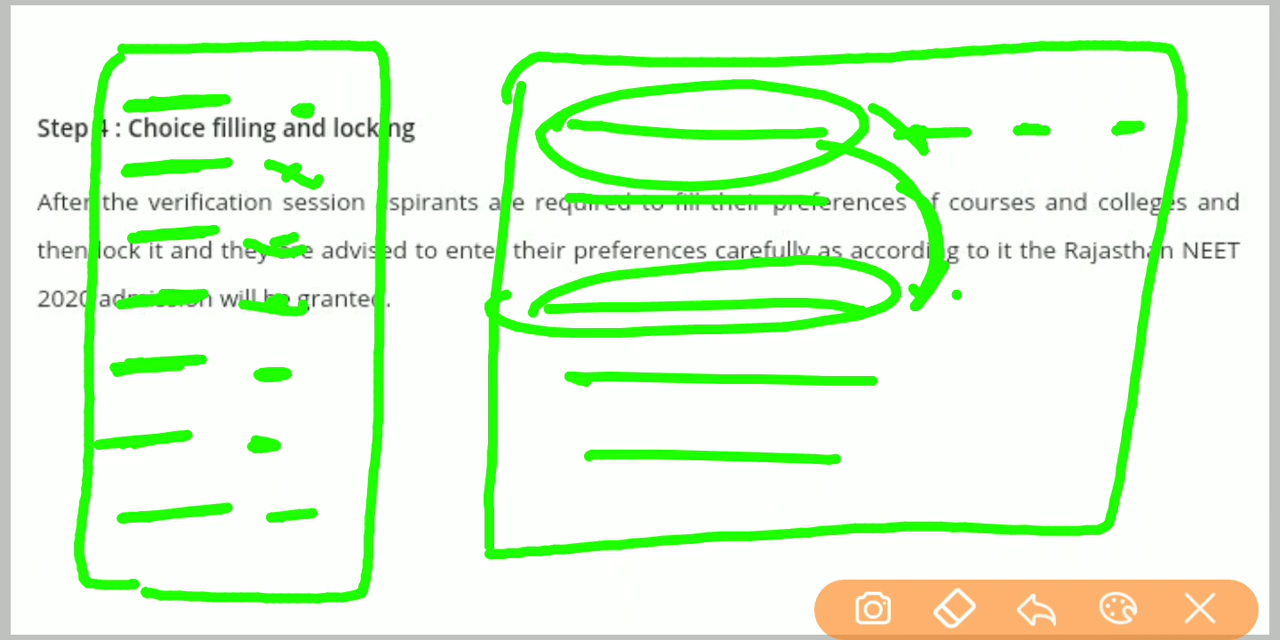 Step 4 : Choice filling and locking
After the verification session aspirants are required to fill their preferences of courses and colleges and
then lock it and they are advised to enter their preferences carefully as according to it the Rajasthan NEET
2020 admission will be granted.